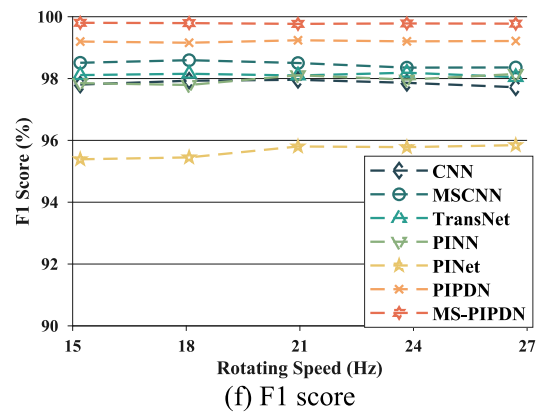 100
98
96
94
92
90
F1 Score (%)
15
18
21
24
27
Rotating Speed (Hz)
CNN
MSCNN
TransNet
PINN
PINet
PIPDN
MS-PIPDN
(f) F1 score